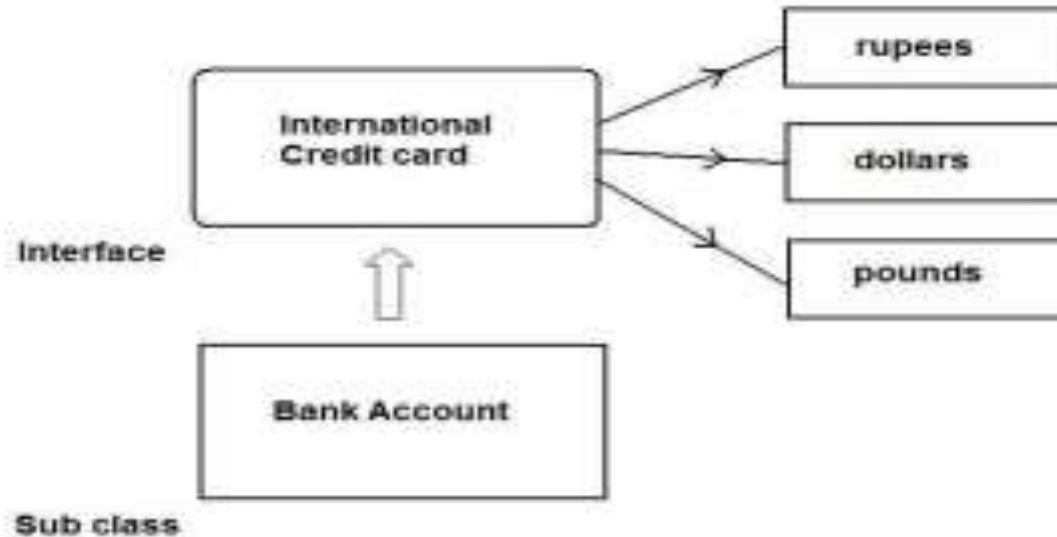 rupees
International
Credit card
dollars
Interface
pounds
Bank Account
Sub class